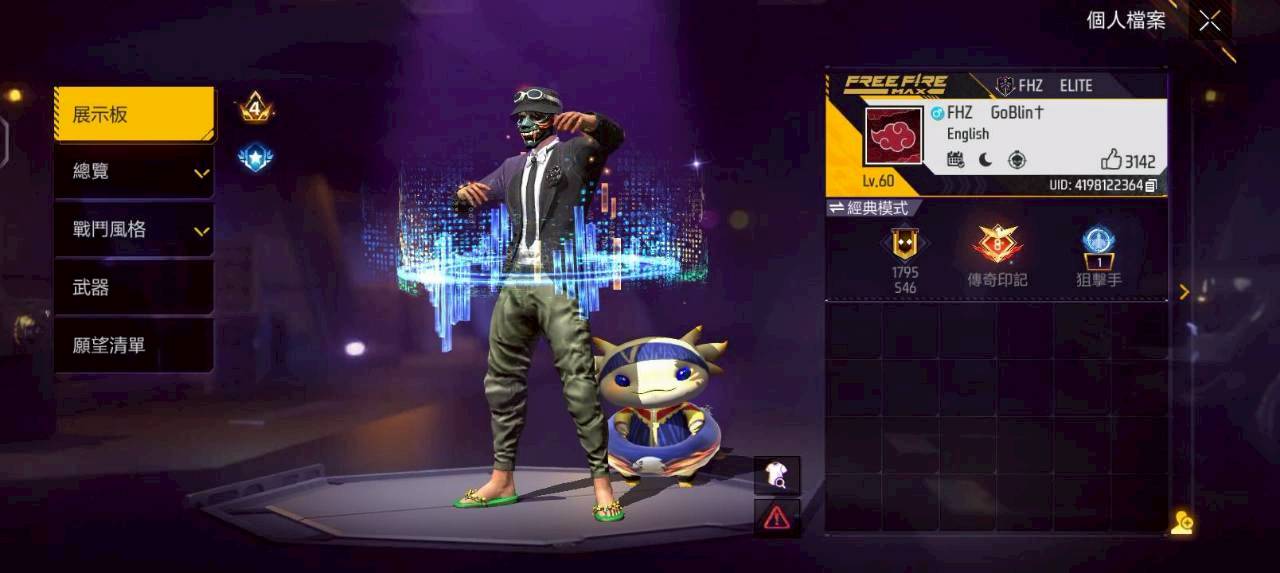 個人檔案
展示板
4
總覽
戰鬥風格
武器
願望清單
FREE FIRE
MAX
FHZ ELITE
FHZ GoBlin†
English
3142
Lv.60
UID: 4198122364
經典模式
1795
546
8
傳奇印記
1
狙擊手